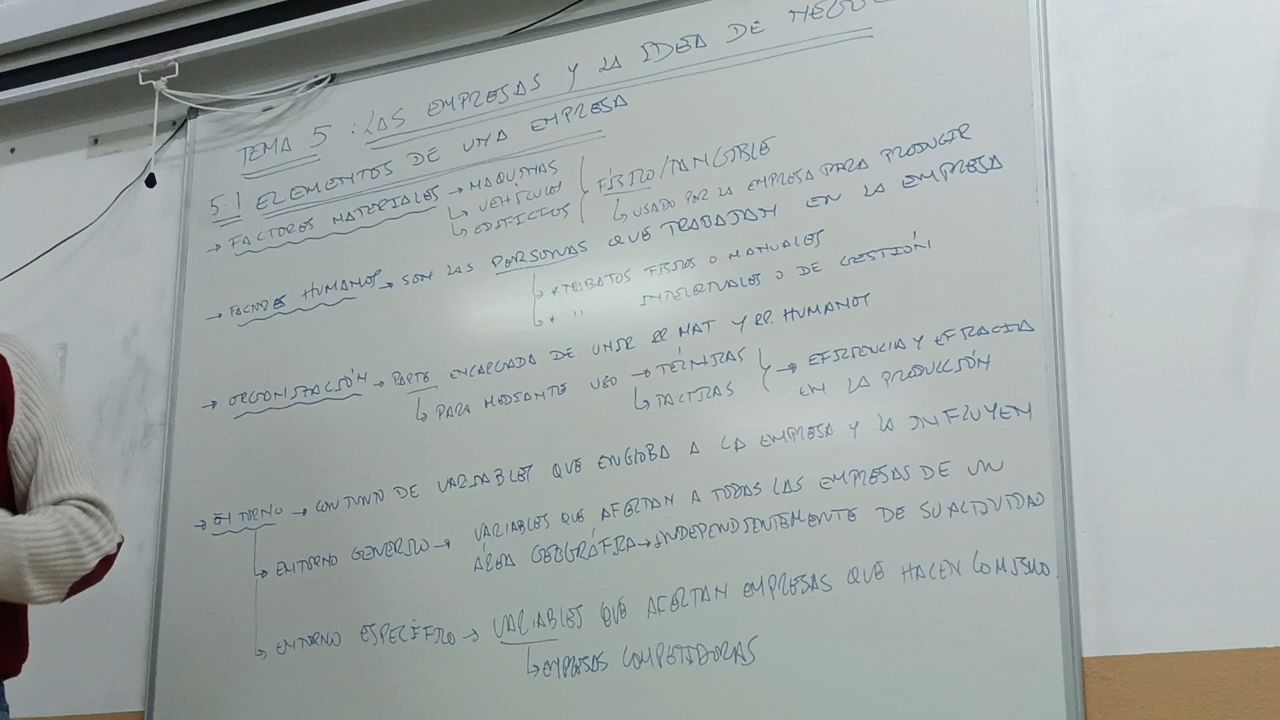 TEMA 5: LAS EMPRESAS Y LA IDEA DE NEGO
5.1 ELEMENTOS DE UNA EMPRESA
→ FACTORES MATERIALES → MAQUINAS
↳ VEHÍCULOS
↳ EDIFICIOS
FÍSICO/TANGIBLE
↳ USADO POR LA EMPRESA PARA PRODUCIR
→ FACTORES HUMANOS → SON LAS PERSONAS QUE TRABAJAN EN LA EMPRESA
↳ * TRABAJOS FISICOS O MANUALES
↳ * '' INTELECTUALES O DE GESTIÓN
→ ORGANIZACIÓN → PARTE ENCARGADA DE UNIR RR.MAT Y RR.HUMANOS
↳ PARA MEDIANTE USO → TÉCNICAS
↳ TACTICAS
→ EFICIENCIA Y EFICACIA
EN LA PRODUCCIÓN
→ ENTORNO → CONJUNTO DE VARIABLES QUE ENGLOBA A LA EMPRESA Y LA INFLUYEN
↳ ENTORNO GENERICO → VARIABLES QUE AFECTAN A TODAS LAS EMPRESAS DE UN
ÁREA GEOGRÁFICA → INDEPENDIENTEMENTE DE SU ACTIVIDAD
↳ ENTORNO ESPECÍFICO → VARIABLES QUE AFECTAN EMPRESAS QUE HACEN LO MISMO
↳ EMPRESAS COMPETIDORAS